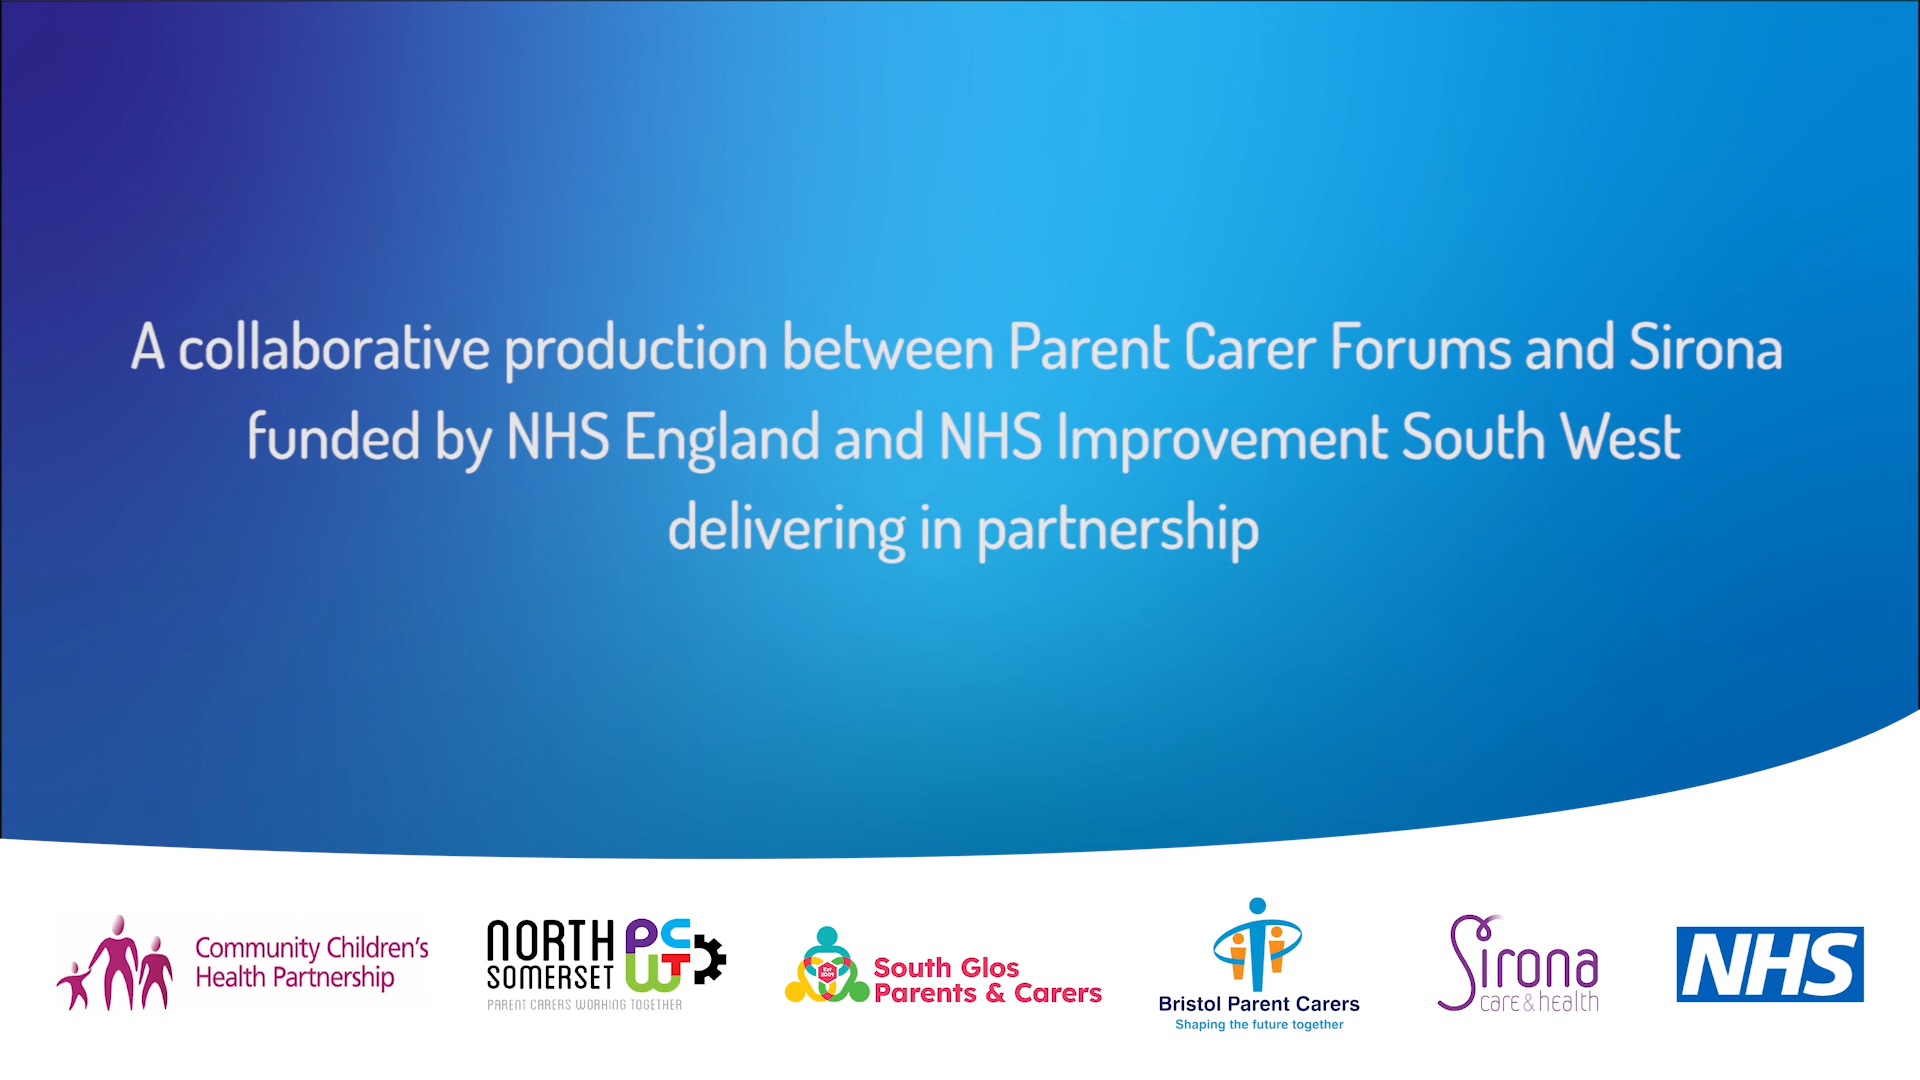 A collaborative production between Parent Carer Forums and Sirona
funded by NHS England and NHS Improvement South West
delivering in partnership
Community Children's
Health Partnership
NORTH
SOMERSET
PCWT
PARENT CARERS WORKING TOGETHER
Est
2009
South Glos
Parents & Carers
Bristol Parent Carers
Shaping the future together
Sirona
care & health
NHS